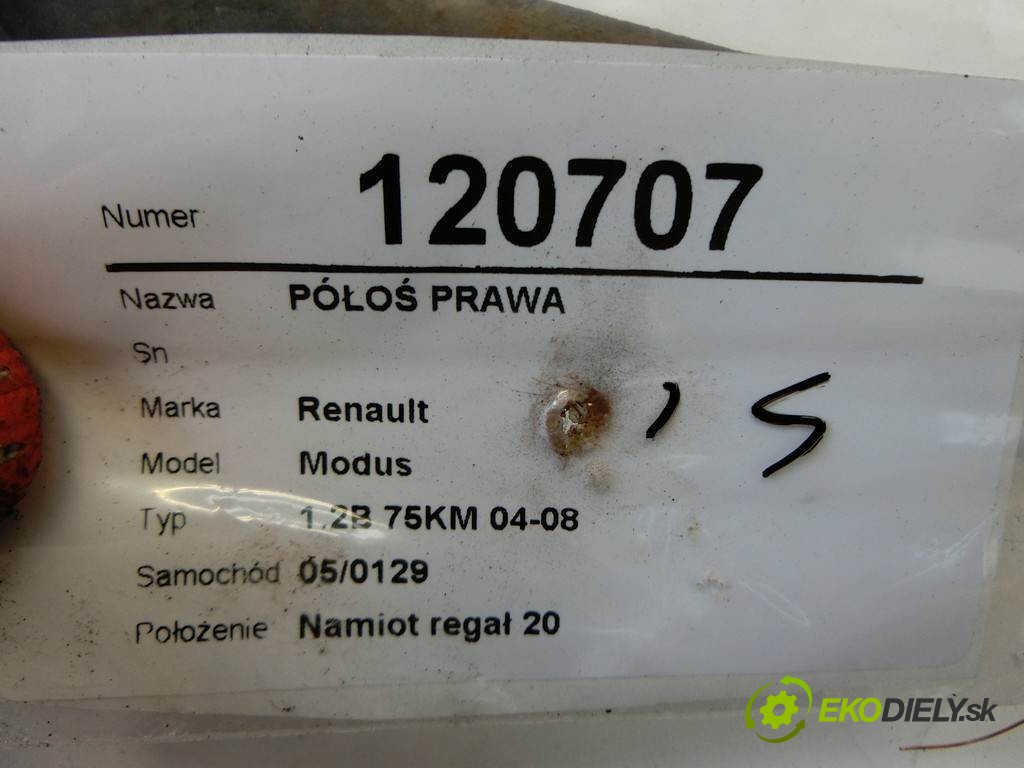 Numer 120707
Nazwa PÓŁOŚ PRAWA
Sn
Marka Renault
Model Modus
Typ 1.2B 75KM 04-08
Samochód 05/0129
Położenie Namiot regał 20
EKODIELY.sk